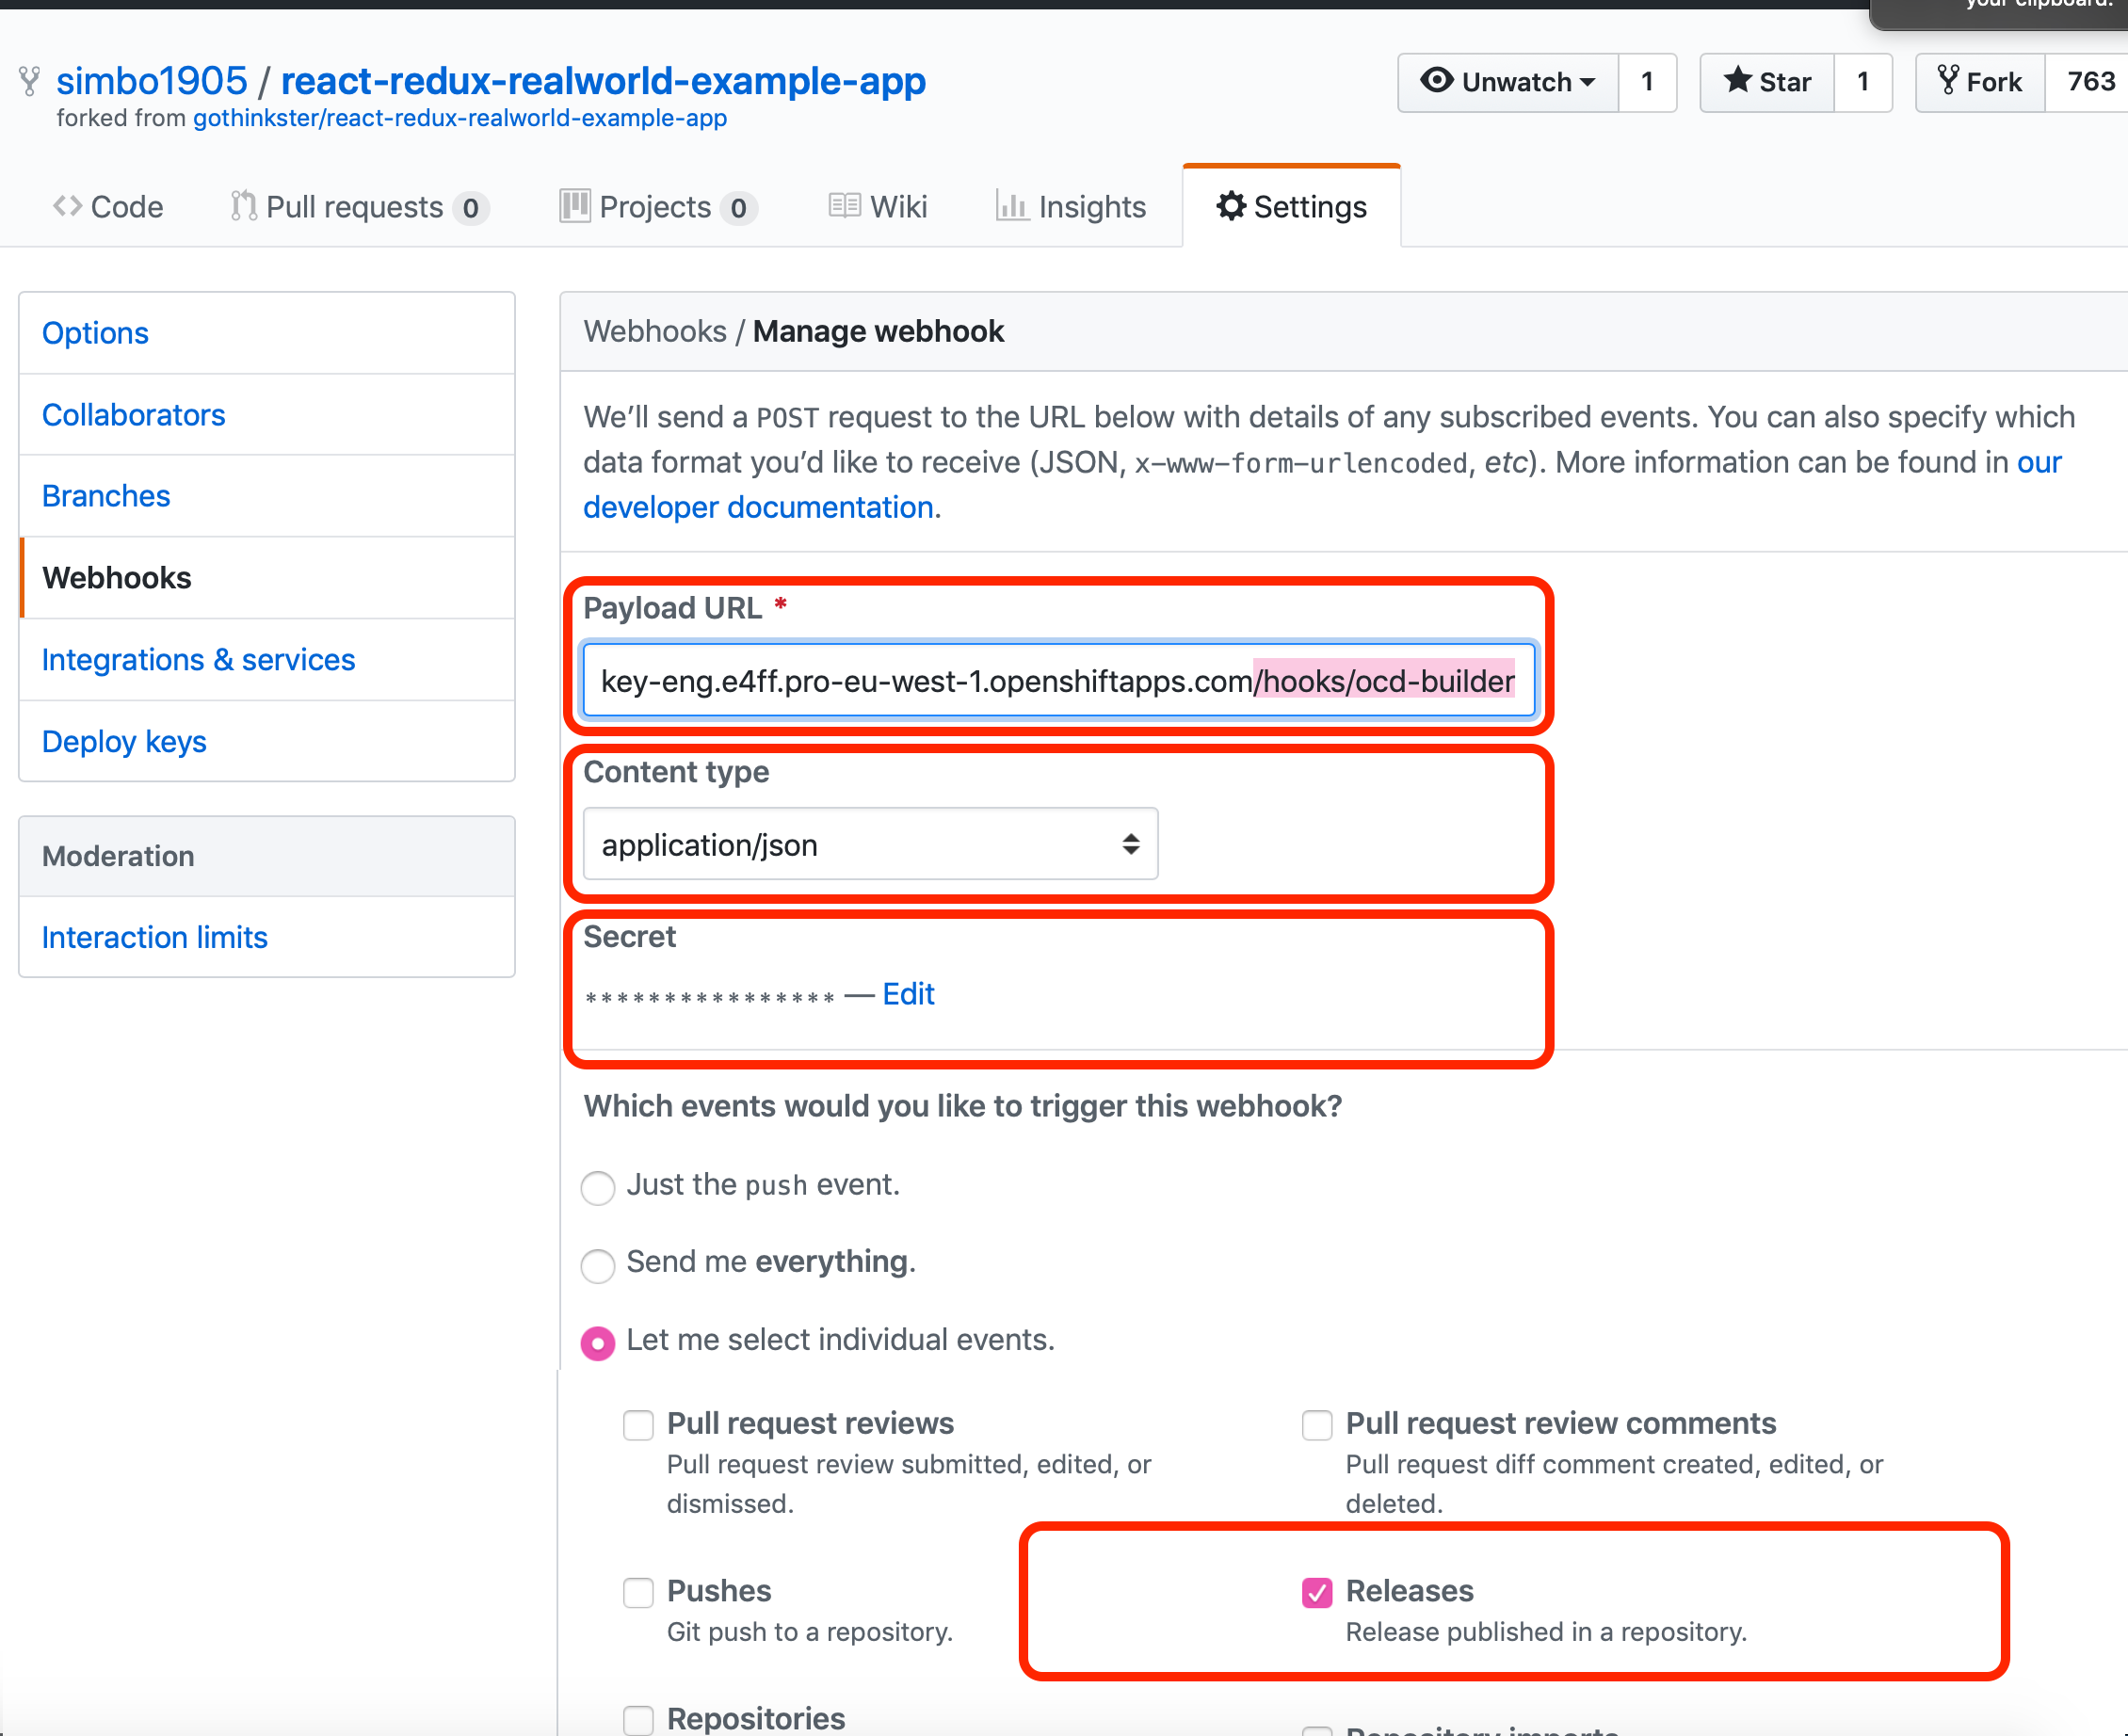 your clipboard.
simbo1905 / react-redux-realworld-example-app
forked from gothinkster/react-redux-realworld-example-app
Unwatch 1
Star 1
Fork 763
Code
Pull requests 0
Projects 0
Wiki
Insights
Settings
Options
Collaborators
Branches
Webhooks
Integrations & services
Deploy keys
Moderation
Interaction limits
Webhooks / Manage webhook
We’ll send a POST request to the URL below with details of any subscribed events. You can also specify which
data format you’d like to receive (JSON, x-www-form-urlencoded, etc). More information can be found in our
developer documentation.
Payload URL *
key-eng.e4ff.pro-eu-west-1.openshiftapps.com/hooks/ocd-builder
Content type
application/json
Secret
**************** — Edit
Which events would you like to trigger this webhook?
Just the push event.
Send me everything.
Let me select individual events.
Pull request reviews
Pull request review submitted, edited, or
dismissed.
Pull request review comments
Pull request diff comment created, edited, or
deleted.
Pushes
Git push to a repository.
Releases
Release published in a repository.
Repositories
Repository imports